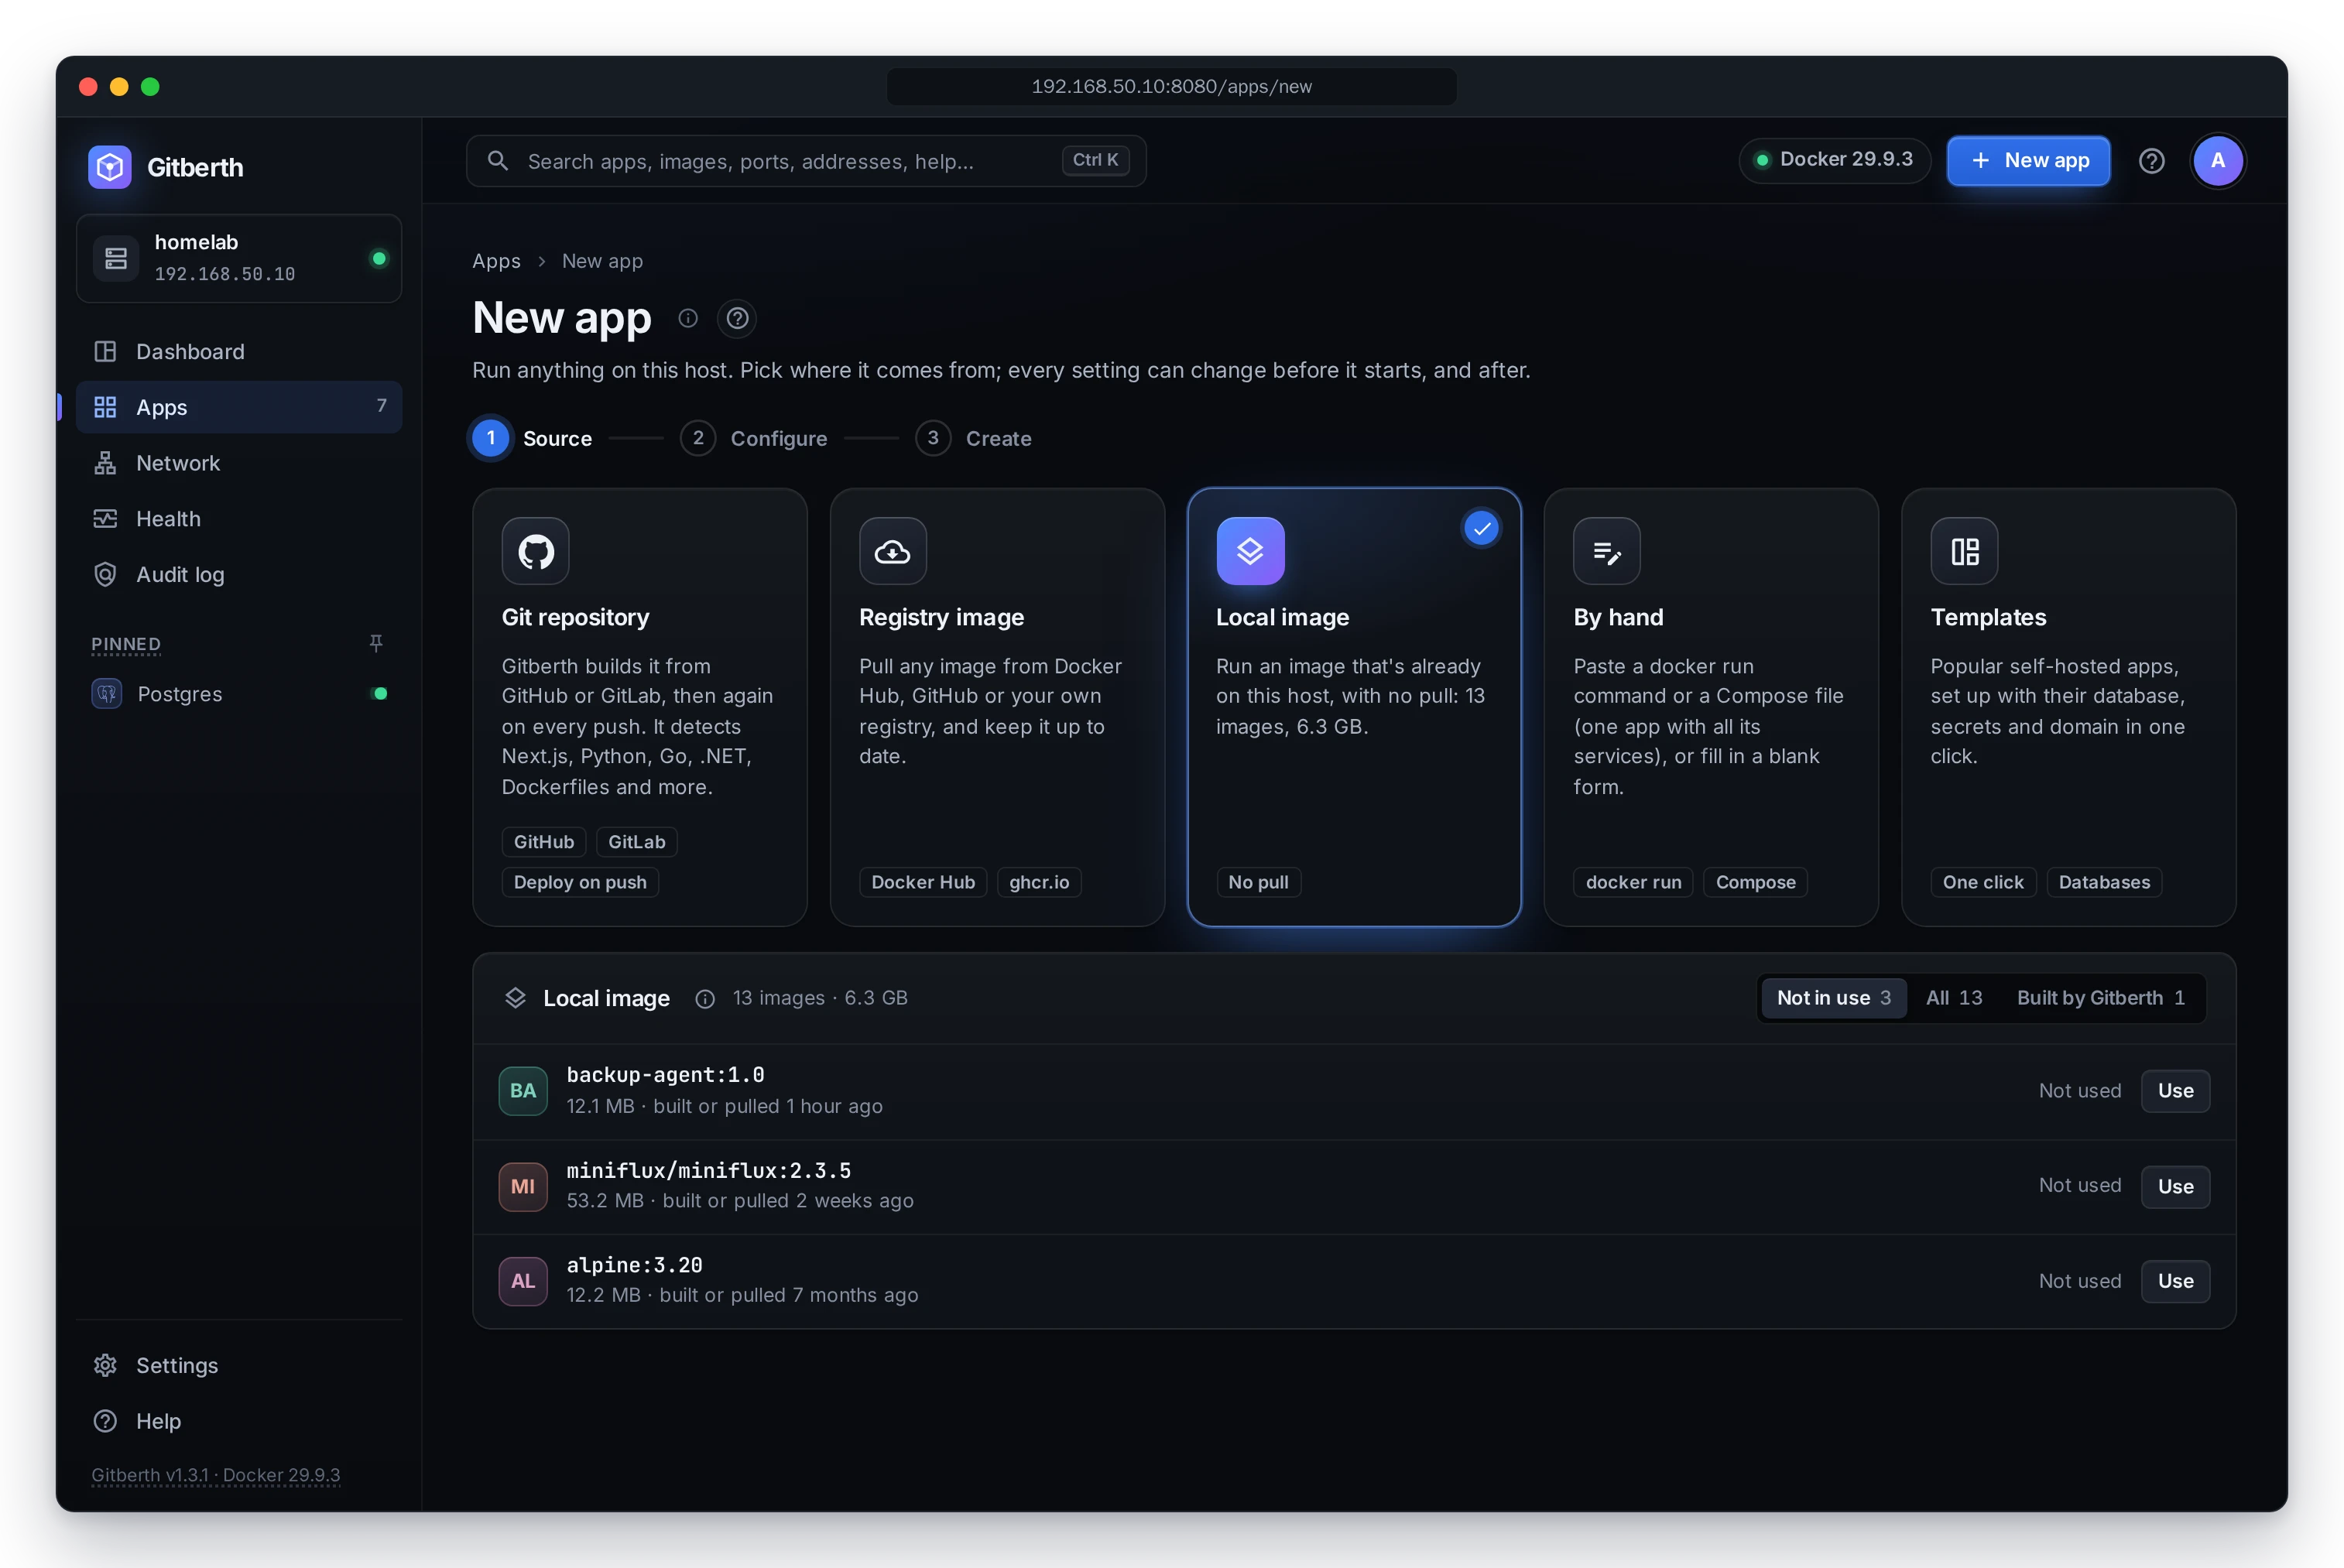 192.168.50.10:8080/apps/new
Gitberth
Search apps, images, ports, addresses, help...
Ctrl K
Docker 29.9.3
New app
A
homelab
192.168.50.10
Dashboard
Apps 7
Network
Health
Audit log
PINNED
Postgres
Settings
Help
Gitberth v1.3.1 · Docker 29.9.3
Apps > New app
New app
Run anything on this host. Pick where it comes from; every setting can change before it starts, and after.
1 Source 2 Configure 3 Create
Git repository
Gitberth builds it from
GitHub or GitLab, then again
on every push. It detects
Next.js, Python, Go, .NET,
Dockerfiles and more.
GitHub GitLab
Deploy on push
Registry image
Pull any image from Docker
Hub, GitHub or your own
registry, and keep it up to
date.
Docker Hub ghcr.io
Local image
Run an image that's already
on this host, with no pull: 13
images, 6.3 GB.
No pull
By hand
Paste a docker run
command or a Compose file
(one app with all its
services), or fill in a blank
form.
docker run Compose
Templates
Popular self-hosted apps,
set up with their database,
secrets and domain in one
click.
One click Databases
Local image 13 images · 6.3 GB
Not in use 3 All 13 Built by Gitberth 1
BA
backup-agent:1.0
12.1 MB · built or pulled 1 hour ago
Not used Use
MI
miniflux/miniflux:2.3.5
53.2 MB · built or pulled 2 weeks ago
Not used Use
AL
alpine:3.20
12.2 MB · built or pulled 7 months ago
Not used Use